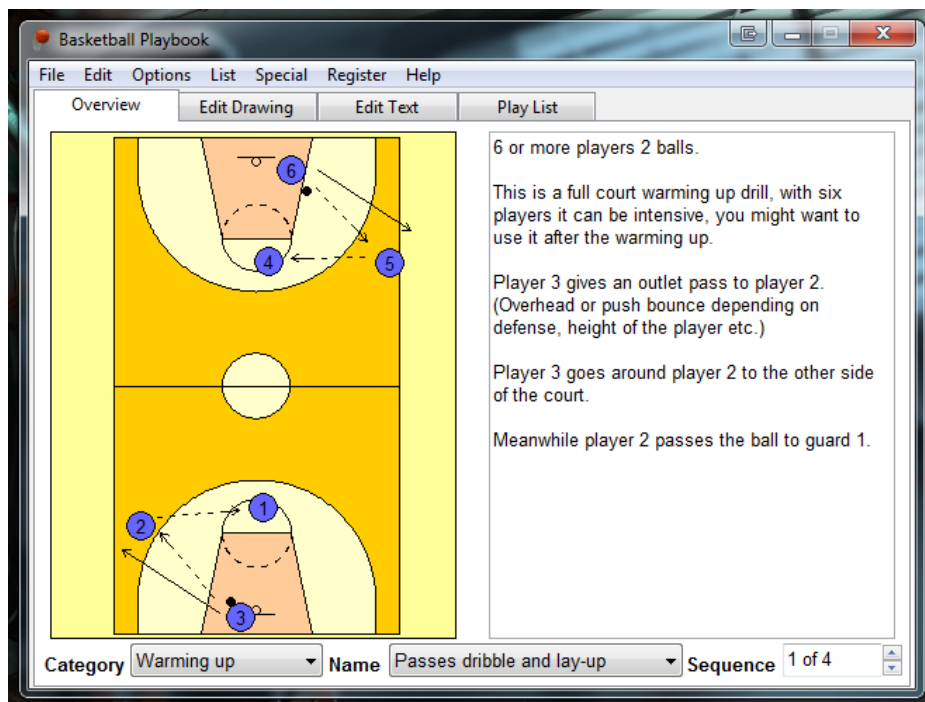 Basketball Playbook
File Edit Options List Special Register Help
Overview Edit Drawing Edit Text Play List
6 or more players 2 balls.
This is a full court warming up drill, with six
players it can be intensive, you might want to
use it after the warming up.
Player 3 gives an outlet pass to player 2.
(Overhead or push bounce depending on
defense, height of the player etc.)
Player 3 goes around player 2 to the other side
of the court.
Meanwhile player 2 passes the ball to guard 1.
6
4
5
1
2
3
Category Warming up Name Passes dribble and lay-up Sequence 1 of 4